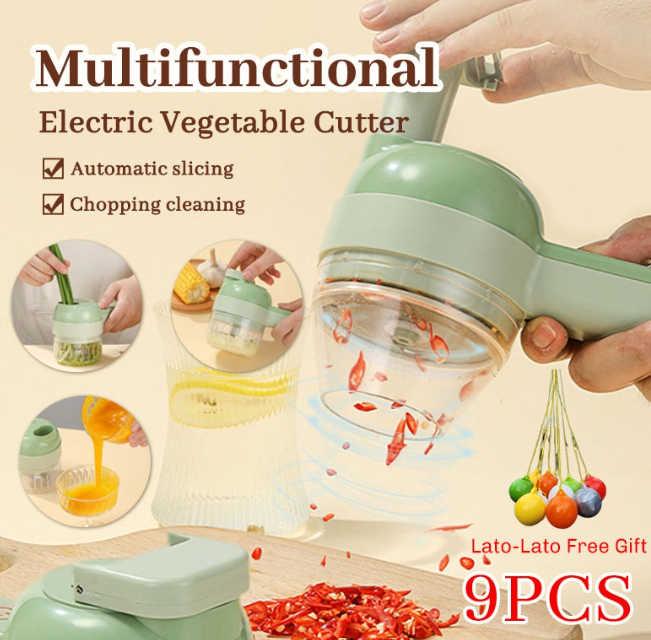 Multifunctional
Electric Vegetable Cutter
Automatic slicing
Chopping cleaning
Lato-Lato Free Gift
9PCS